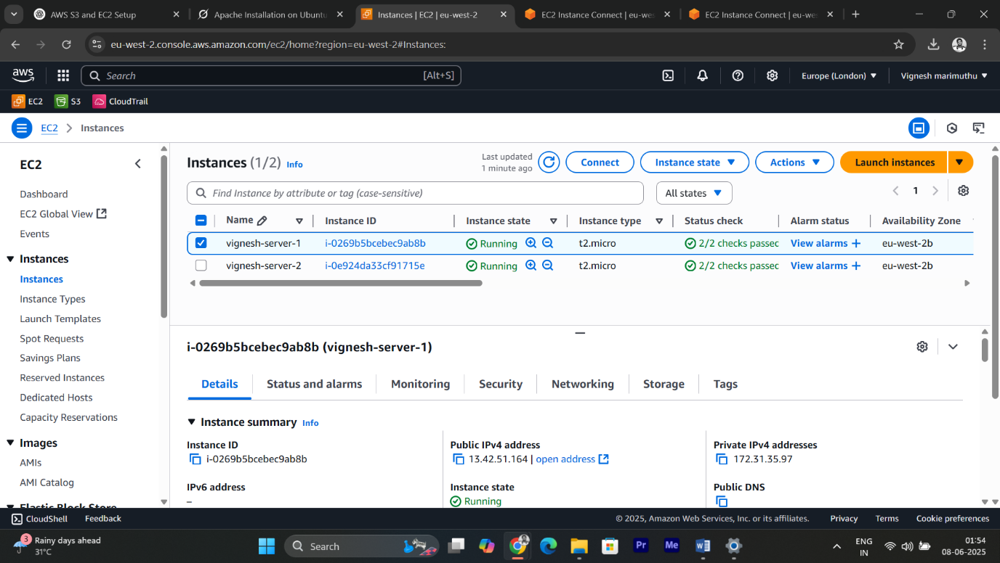 AWS S3 and EC2 Setup
Apache Installation on Ubuntu
Instances | EC2 | eu-west-2
EC2 Instance Connect | eu-wes
EC2 Instance Connect | eu-wes
eu-west-2.console.aws.amazon.com/ec2/home?region=eu-west-2#Instances:
aws
Search
[Alt+S]
Europe (London)
Vignesh marimuthu
EC2
S3
CloudTrail
EC2
Instances
EC2
Dashboard
EC2 Global View
Events
Instances
Instances
Instance Types
Launch Templates
Spot Requests
Savings Plans
Reserved Instances
Dedicated Hosts
Capacity Reservations
Images
AMIs
AMI Catalog
Elastic Block Store
Instances (1/2) Info
Last updated
1 minute ago
Connect
Instance state
Actions
Launch instances
Find Instance by attribute or tag (case-sensitive)
All states
1
Name Instance ID Instance state Instance type Status check Alarm status Availability Zone
vignesh-server-1 i-0269b5bcebec9ab8b Running t2.micro 2/2 checks passec View alarms + eu-west-2b
vignesh-server-2 i-0e924da33cf91715e Running t2.micro 2/2 checks passec View alarms + eu-west-2b
i-0269b5bcebec9ab8b (vignesh-server-1)
Details Status and alarms Monitoring Security Networking Storage Tags
Instance summary Info
Instance ID
i-0269b5bcebec9ab8b
Public IPv4 address
13.42.51.164 | open address
Private IPv4 addresses
172.31.35.97
IPv6 address
–
Instance state
Running
Public DNS
CloudShell Feedback
© 2025, Amazon Web Services, Inc. or its affiliates. Privacy Terms Cookie preferences
3
Rainy days ahead
31°C
Search
Pr
Me
ENG
IN
01:54
08-06-2025